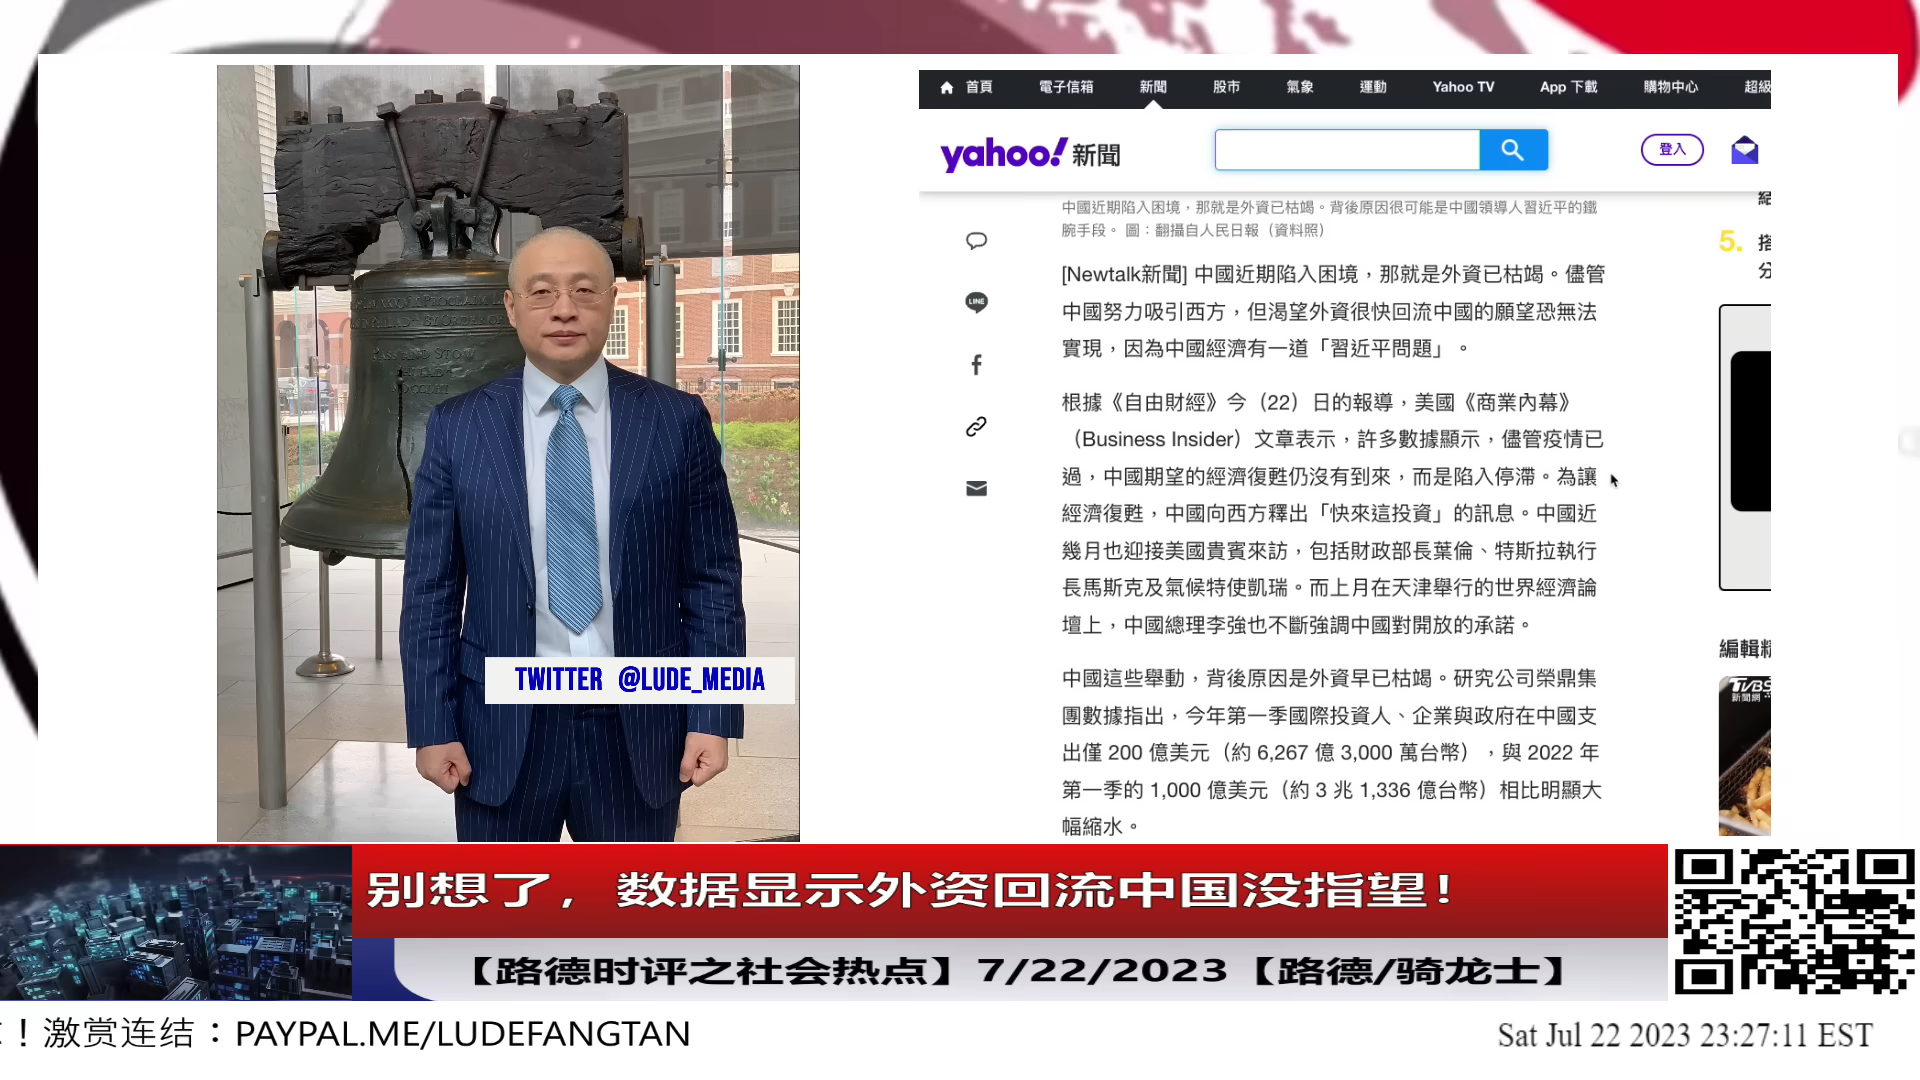 首頁 電子信箱 新聞 股市 氣象 運動 Yahoo TV App 下載 購物中心 超級
yahoo! 新聞
登入
中國近期陷入困境,那就是外資已枯竭。背後原因很可能是中國領導人習近平的鐵
腕手段。 圖:翻攝自人民日報(資料照)
[Newtalk新聞] 中國近期陷入困境,那就是外資已枯竭。儘管
中國努力吸引西方,但渴望外資很快回流中國的願望恐無法
實現,因為中國經濟有一道「習近平問題」。
根據《自由財經》今(22)日的報導,美國《商業內幕》
(Business Insider)文章表示,許多數據顯示,儘管疫情已
過,中國期望的經濟復甦仍沒有到來,而是陷入停滯。為讓
經濟復甦,中國向西方釋出「快來這投資」的訊息。中國近
幾月也迎接美國貴賓來訪,包括財政部長葉倫、特斯拉執行
長馬斯克及氣候特使凱瑞。而上月在天津舉行的世界經濟論
壇上,中國總理李強也不斷強調中國對開放的承諾。
中國這些舉動,背後原因是外資早已枯竭。研究公司榮鼎集
團數據指出,今年第一季國際投資人、企業與政府在中國支
出僅 200 億美元(約 6,267 億 3,000 萬台幣),與 2022 年
第一季的 1,000 億美元(約 3 兆 1,336 億台幣)相比明顯大
幅縮水。
LINE
5.
編輯精
TVBS
新聞網
PASS AND STOW
TWITTER @LUDE_MEDIA
别想了,数据显示外资回流中国没指望!
【路德时评之社会热点】7/22/2023【路德/骑龙士】
!激赏连结:PAYPAL.ME/LUDEFANGTAN
Sat Jul 22 2023 23:27:11 EST